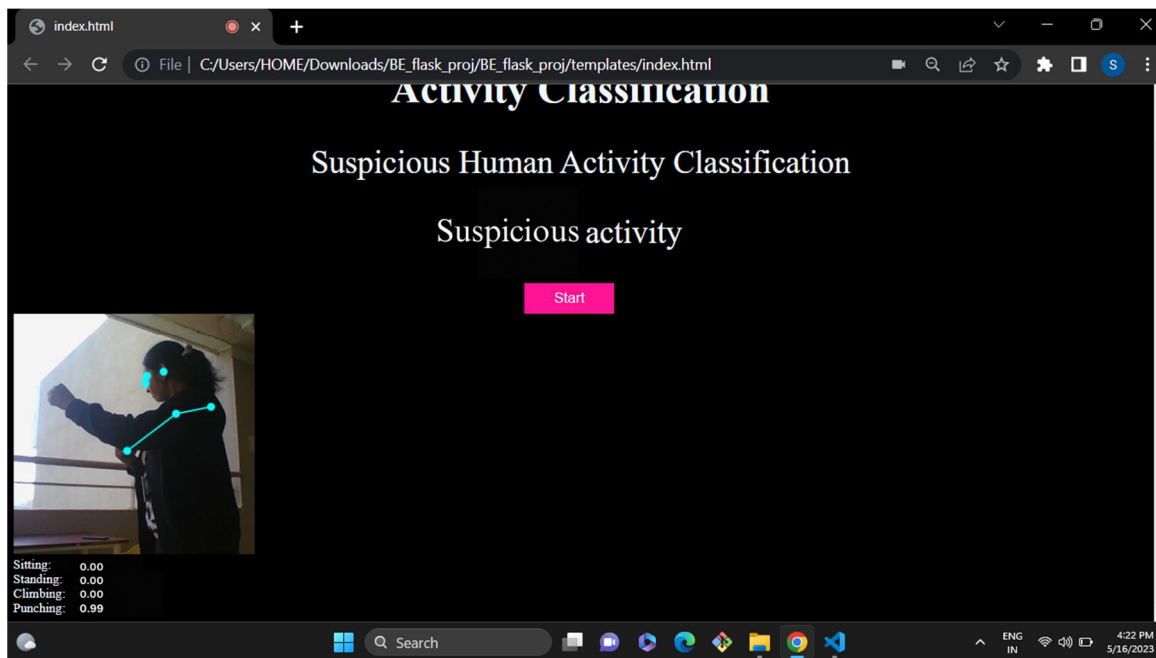 index.html
File | C:/Users/HOME/Downloads/BE_flask_proj/BE_flask_proj/templates/index.html
S
Activity Classification
Suspicious Human Activity Classification
Suspicious activity
Start
Sitting: 0.00
Standing: 0.00
Climbing: 0.00
Punching: 0.99
Search
ENG
IN
4:22 PM
5/16/2023